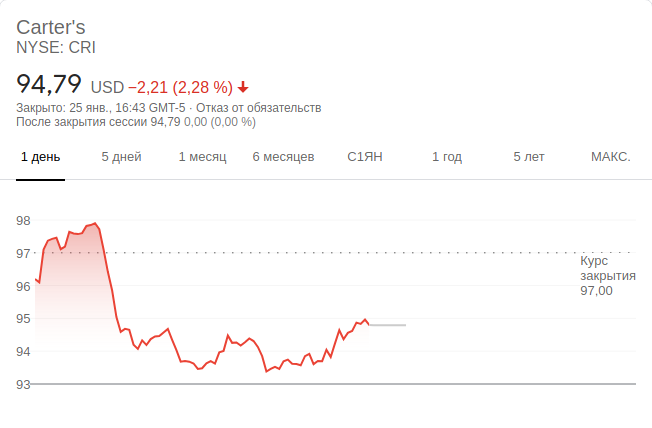 Carter's
NYSE: CRI
94,79 USD −2,21 (2,28 %)
Закрыто: 25 янв., 16:43 GMT-5 · Отказ от обязательств
После закрытия сессии 94,79 0,00 (0,00 %)
1 день 5 дней 1 месяц 6 месяцев С1ЯН 1 год 5 лет МАКС.
98
97
Курс
закрытия
97,00
96
95
94
93